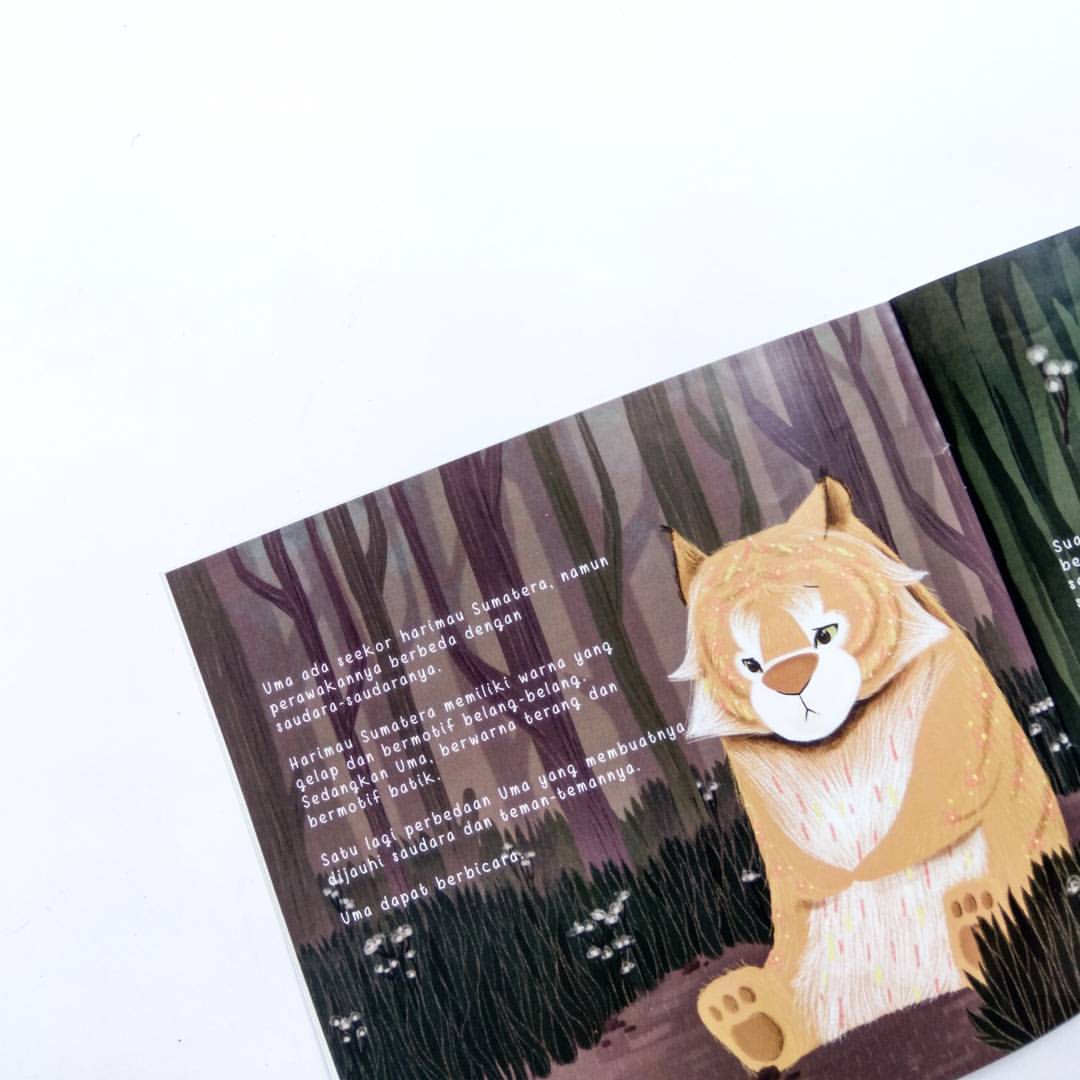 Uma ada seekor harimau Sumatera, namun
perawakannya berbeda dengan
saudara-saudaranya.
Harimau Sumatera memiliki warna yang
gelap dan bermotif belang-belang.
Sedangkan Uma, berwarna terang dan
bermotif batik.
Satu lagi perbedaan Uma yang membuatnya
dijauhi saudara dan teman-temannya.
Uma dapat berbicara.